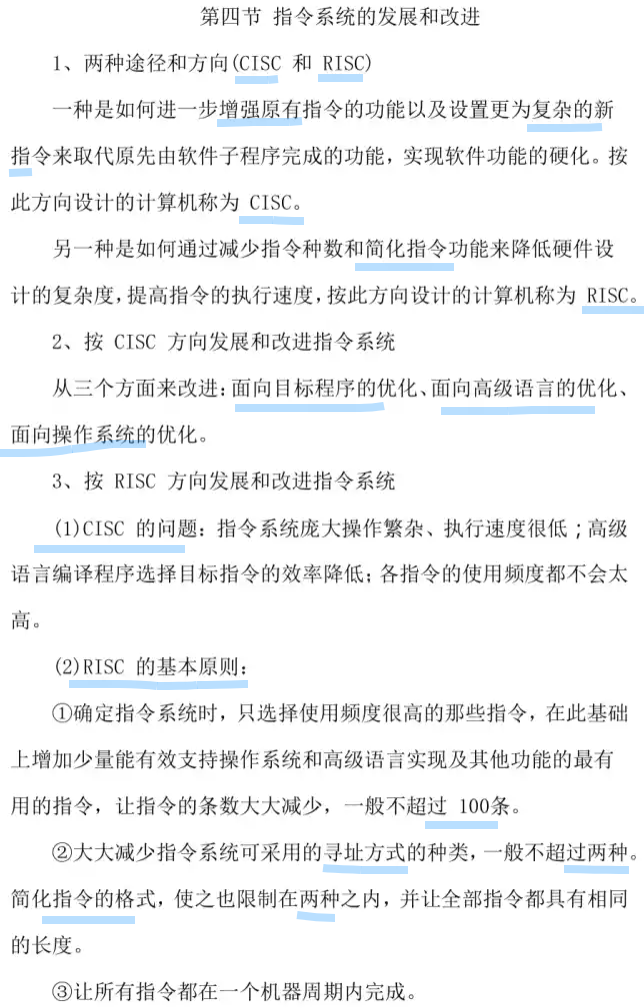 第四节 指令系统的发展和改进
1、两种途径和方向(CISC 和 RISC)
一种是如何进一步增强原有指令的功能以及设置更为复杂的新
指令来取代原先由软件子程序完成的功能，实现软件功能的硬化。按
此方向设计的计算机称为 CISC。
另一种是如何通过减少指令种数和简化指令功能来降低硬件设
计的复杂度,提高指令的执行速度,按此方向设计的计算机称为 RISC。
2、按 CISC 方向发展和改进指令系统
从三个方面来改进:面向目标程序的优化、面向高级语言的优化、
面向操作系统的优化。
3、按 RISC 方向发展和改进指令系统
(1)CISC 的问题: 指令系统庞大操作繁杂、执行速度很低;高级
语言编译程序选择目标指令的效率降低;各指令的使用频度都不会太
高。
(2)RISC 的基本原则:
①确定指令系统时，只选择使用频度很高的那些指令，在此基础
上增加少量能有效支持操作系统和高级语言实现及其他功能的最有
用的指令，让指令的条数大大减少，一般不超过 100条。
②大大减少指令系统可采用的寻址方式的种类，一般不超过两种。
简化指令的格式，使之也限制在两种之内，并让全部指令都具有相同
的长度。
③让所有指令都在一个机器周期内完成。